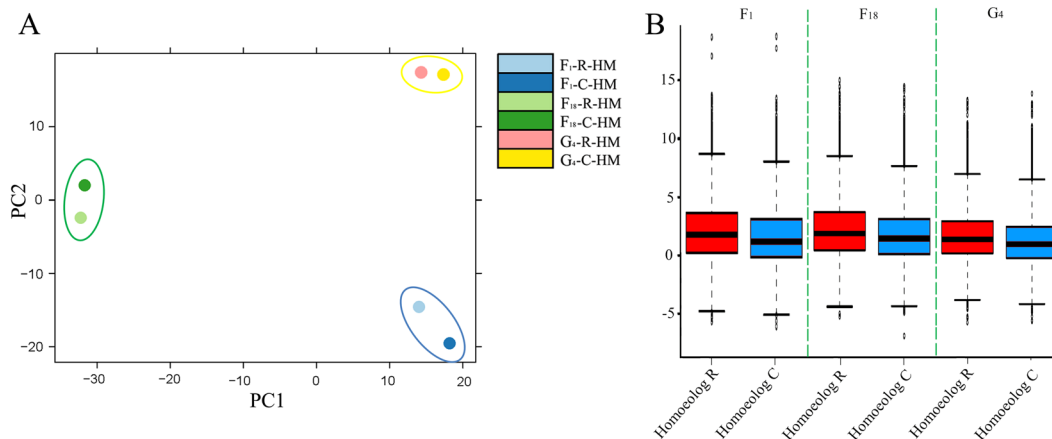 A
PC2
10
0
−10
−20
−30
−20
−10
0
10
20
PC1
F1-R-HM
F1-C-HM
F18-R-HM
F18-C-HM
G4-R-HM
G4-C-HM
B
F1
F18
G4
15
10
5
0
-5
Homoeolog R
Homoeolog C
Homoeolog R
Homoeolog C
Homoeolog R
Homoeolog C